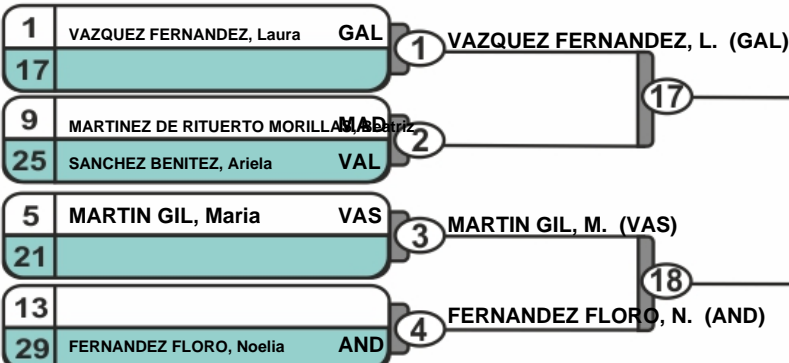 1 VAZQUEZ FERNANDEZ, Laura GAL
17
1 VAZQUEZ FERNANDEZ, L. (GAL)
9 MARTINEZ DE RITUERTO MORILLAS, Beatriz MAD
25 SANCHEZ BENITEZ, Ariela VAL
2
17
5 MARTIN GIL, Maria VAS
21
3 MARTIN GIL, M. (VAS)
13
29 FERNANDEZ FLORO, Noelia AND
4 FERNANDEZ FLORO, N. (AND)
18